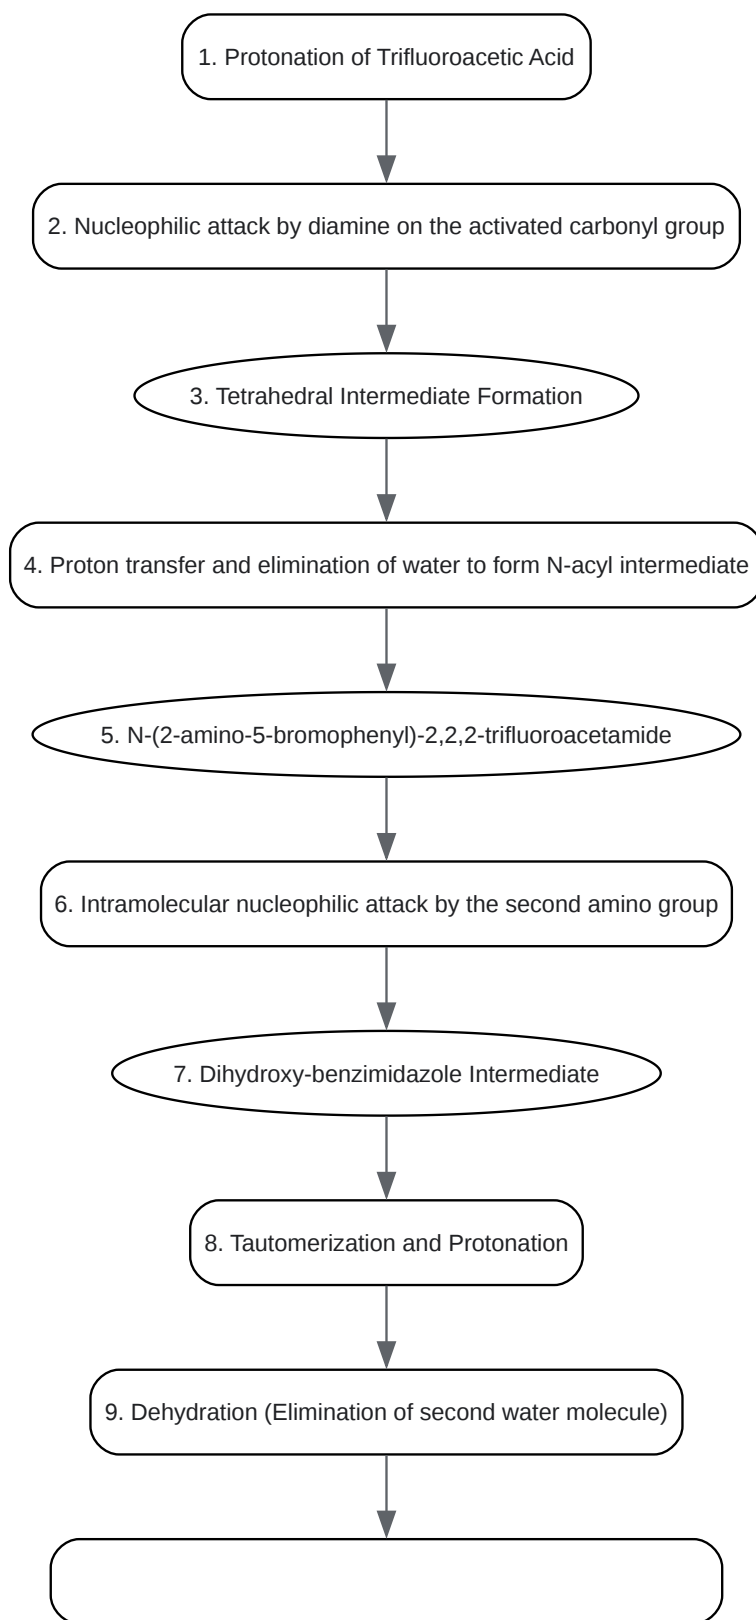 1. Protonation of Trifluoroacetic Acid
2. Nucleophilic attack by diamine on the activated carbonyl group
3. Tetrahedral Intermediate Formation
4. Proton transfer and elimination of water to form N-acyl intermediate
5. N-(2-amino-5-bromophenyl)-2,2,2-trifluoroacetamide
6. Intramolecular nucleophilic attack by the second amino group
7. Dihydroxy-benzimidazole Intermediate
8. Tautomerization and Protonation
9. Dehydration (Elimination of second water molecule)